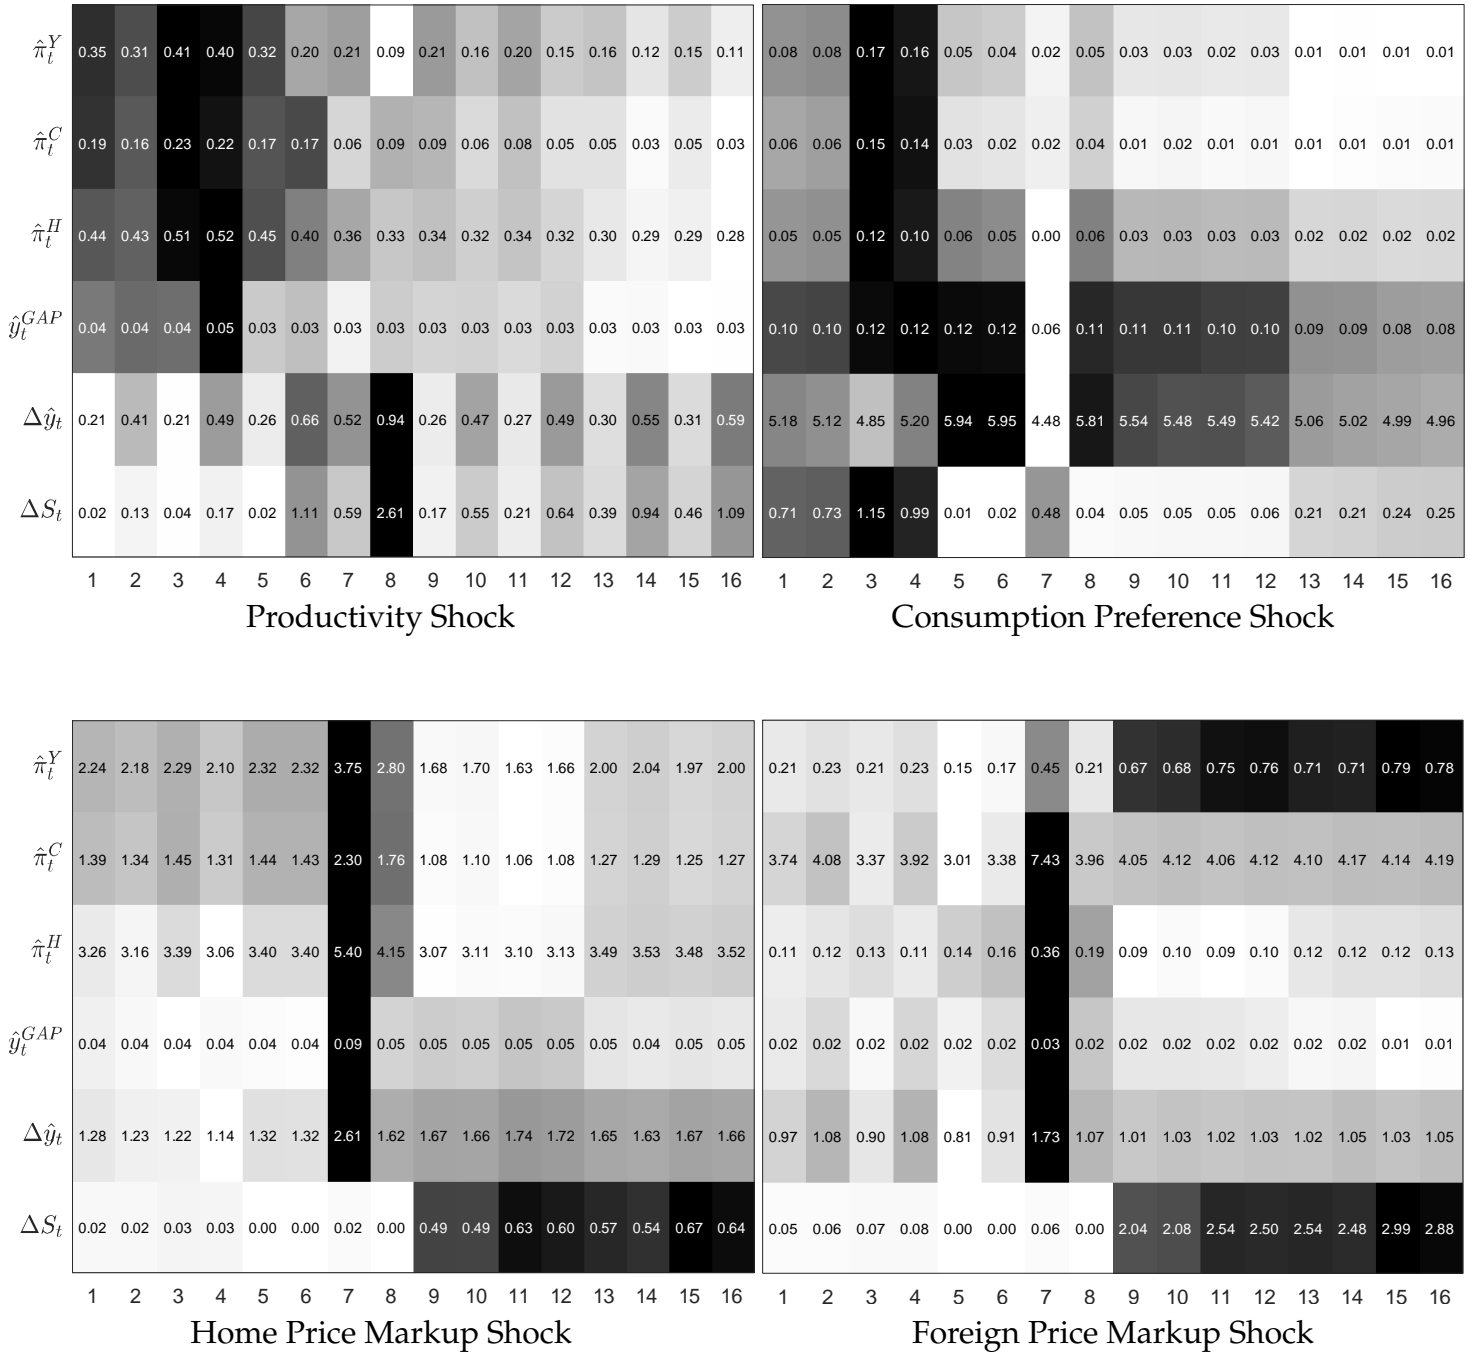 π̂ₜʸ 0.35 0.31 0.41 0.40 0.32 0.20 0.21 0.09 0.21 0.16 0.20 0.15 0.16 0.12 0.15 0.11 0.08 0.08 0.17 0.16 0.05 0.04 0.02 0.05 0.03 0.03 0.02 0.03 0.01 0.01 0.01 0.01
π̂ₜᶜ 0.19 0.16 0.23 0.22 0.17 0.17 0.06 0.09 0.09 0.06 0.08 0.05 0.05 0.03 0.05 0.03 0.06 0.06 0.15 0.14 0.03 0.02 0.02 0.04 0.01 0.02 0.01 0.01 0.01 0.01 0.01 0.01
π̂ₜᴴ 0.44 0.43 0.51 0.52 0.45 0.40 0.36 0.33 0.34 0.32 0.34 0.32 0.30 0.29 0.29 0.28 0.05 0.05 0.12 0.10 0.06 0.05 0.00 0.06 0.03 0.03 0.03 0.03 0.02 0.02 0.02 0.02
ŷₜᴳᴬᴾ 0.04 0.04 0.04 0.05 0.03 0.03 0.03 0.03 0.03 0.03 0.03 0.03 0.03 0.03 0.03 0.03 0.10 0.10 0.12 0.12 0.12 0.12 0.06 0.11 0.11 0.11 0.10 0.10 0.09 0.09 0.08 0.08
Δŷₜ 0.21 0.41 0.21 0.49 0.26 0.66 0.52 0.94 0.26 0.47 0.27 0.49 0.30 0.55 0.31 0.59 5.18 5.12 4.85 5.20 5.94 5.95 4.48 5.81 5.54 5.48 5.49 5.42 5.06 5.02 4.99 4.96
ΔSₜ 0.02 0.13 0.04 0.17 0.02 1.11 0.59 2.61 0.17 0.55 0.21 0.64 0.39 0.94 0.46 1.09 0.71 0.73 1.15 0.99 0.01 0.02 0.48 0.04 0.05 0.05 0.05 0.06 0.21 0.21 0.24 0.25
1 2 3 4 5 6 7 8 9 10 11 12 13 14 15 16 1 2 3 4 5 6 7 8 9 10 11 12 13 14 15 16
Productivity Shock Consumption Preference Shock
π̂ₜʸ 2.24 2.18 2.29 2.10 2.32 2.32 3.75 2.80 1.68 1.70 1.63 1.66 2.00 2.04 1.97 2.00 0.21 0.23 0.21 0.23 0.15 0.17 0.45 0.21 0.67 0.68 0.75 0.76 0.71 0.71 0.79 0.78
π̂ₜᶜ 1.39 1.34 1.45 1.31 1.44 1.43 2.30 1.76 1.08 1.10 1.06 1.08 1.27 1.29 1.25 1.27 3.74 4.08 3.37 3.92 3.01 3.38 7.43 3.96 4.05 4.12 4.06 4.12 4.10 4.17 4.14 4.19
π̂ₜᴴ 3.26 3.16 3.39 3.06 3.40 3.40 5.40 4.15 3.07 3.11 3.10 3.13 3.49 3.53 3.48 3.52 0.11 0.12 0.13 0.11 0.14 0.16 0.36 0.19 0.09 0.10 0.09 0.10 0.12 0.12 0.12 0.13
ŷₜᴳᴬᴾ 0.04 0.04 0.04 0.04 0.04 0.04 0.09 0.05 0.05 0.05 0.05 0.05 0.05 0.04 0.05 0.05 0.02 0.02 0.02 0.02 0.02 0.02 0.03 0.02 0.02 0.02 0.02 0.02 0.02 0.02 0.01 0.01
Δŷₜ 1.28 1.23 1.22 1.14 1.32 1.32 2.61 1.62 1.67 1.66 1.74 1.72 1.65 1.63 1.67 1.66 0.97 1.08 0.90 1.08 0.81 0.91 1.73 1.07 1.01 1.03 1.02 1.03 1.02 1.05 1.03 1.05
ΔSₜ 0.02 0.02 0.03 0.03 0.00 0.00 0.02 0.00 0.49 0.49 0.63 0.60 0.57 0.54 0.67 0.64 0.05 0.06 0.07 0.08 0.00 0.00 0.06 0.00 2.04 2.08 2.54 2.50 2.54 2.48 2.99 2.88
1 2 3 4 5 6 7 8 9 10 11 12 13 14 15 16 1 2 3 4 5 6 7 8 9 10 11 12 13 14 15 16
Home Price Markup Shock Foreign Price Markup Shock